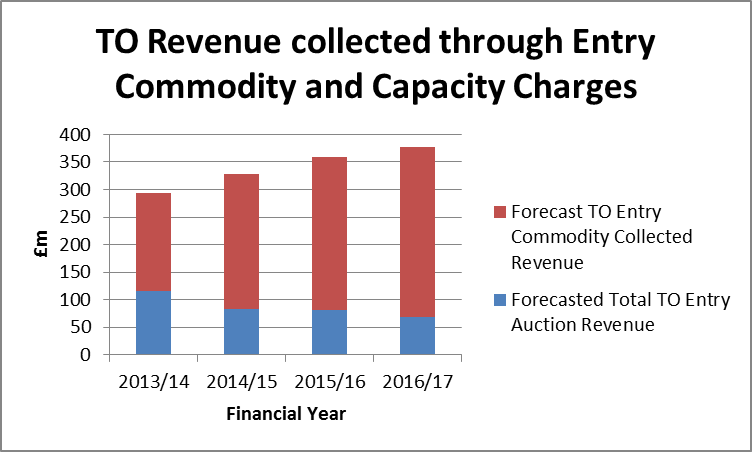 TO Revenue collected through Entry
Commodity and Capacity Charges
400
350
300
250
200
150
100
50
0
£m
2013/14 2014/15 2015/16 2016/17
Financial Year
Forecast TO Entry
Commodity Collected
Revenue
Forecasted Total TO Entry
Auction Revenue